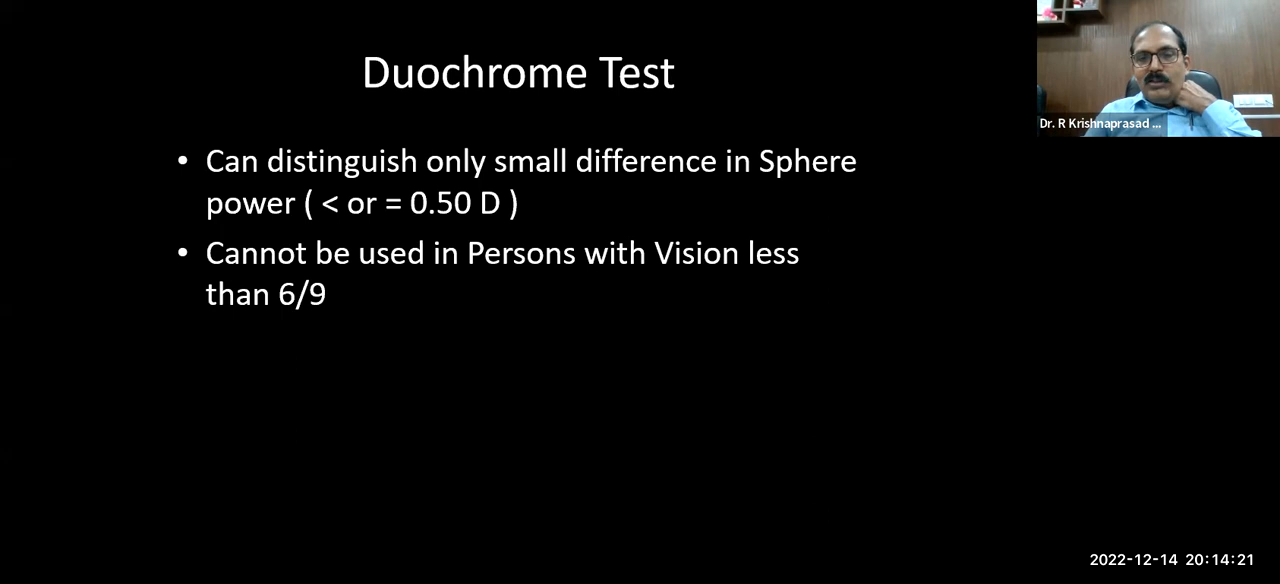 Duochrome Test
Dr. R Krishnaprasad ...
• Can distinguish only small difference in Sphere
power ( < or = 0.50 D )
• Cannot be used in Persons with Vision less
than 6/9
2022-12-14 20:14:21